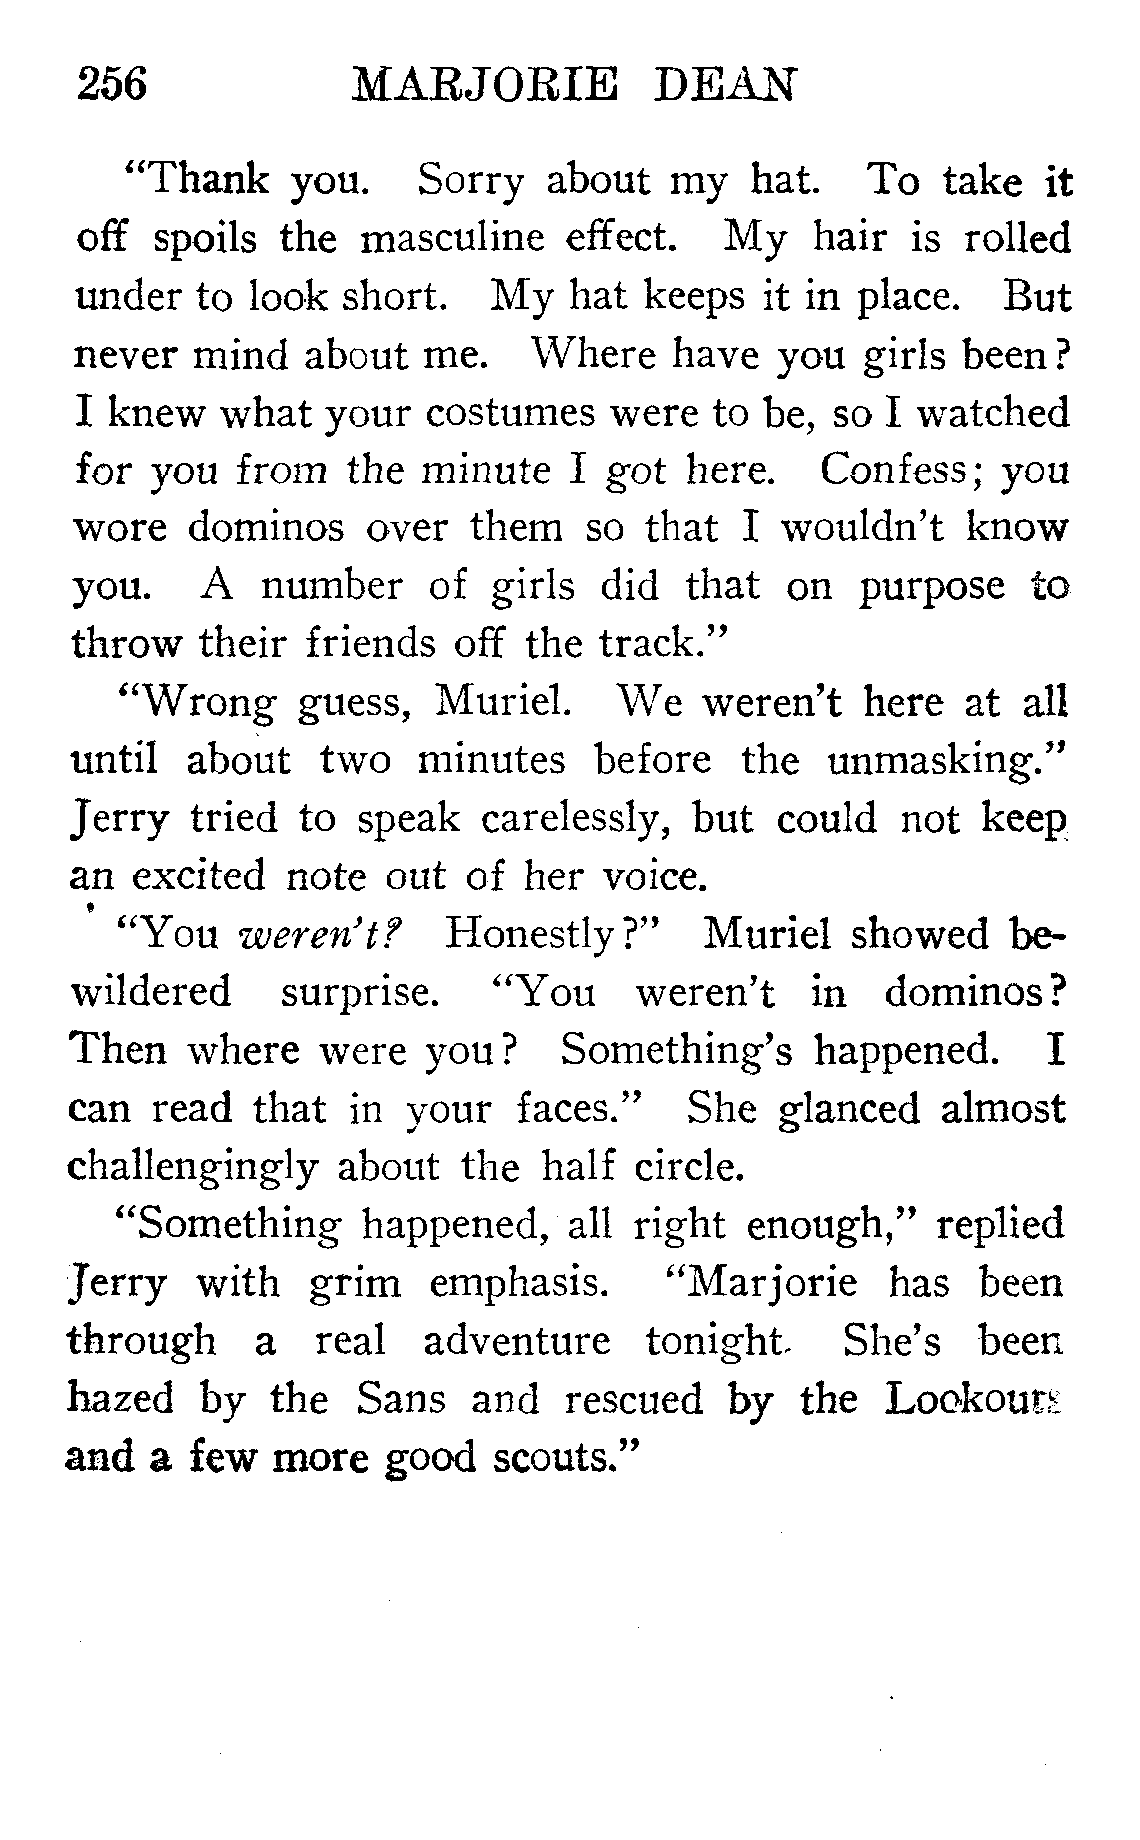 256 MARJORIE DEAN
“Thank you. Sorry about my hat. To take it
off spoils the masculine effect. My hair is rolled
under to look short. My hat keeps it in place. But
never mind about me. Where have you girls been?
I knew what your costumes were to be, so I watched
for you from the minute I got here. Confess; you
wore dominos over them so that I wouldn’t know
you. A number of girls did that on purpose to
throw their friends off the track.”
“Wrong guess, Muriel. We weren’t here at all
until about two minutes before the unmasking.”
Jerry tried to speak carelessly, but could not keep
an excited note out of her voice.
“You weren’t? Honestly?” Muriel showed be-
wildered surprise. “You weren’t in dominos?
Then where were you? Something’s happened. I
can read that in your faces.” She glanced almost
challengingly about the half circle.
“Something happened, all right enough,” replied
Jerry with grim emphasis. “Marjorie has been
through a real adventure tonight. She’s been
hazed by the Sans and rescued by the Lookouts
and a few more good scouts.”